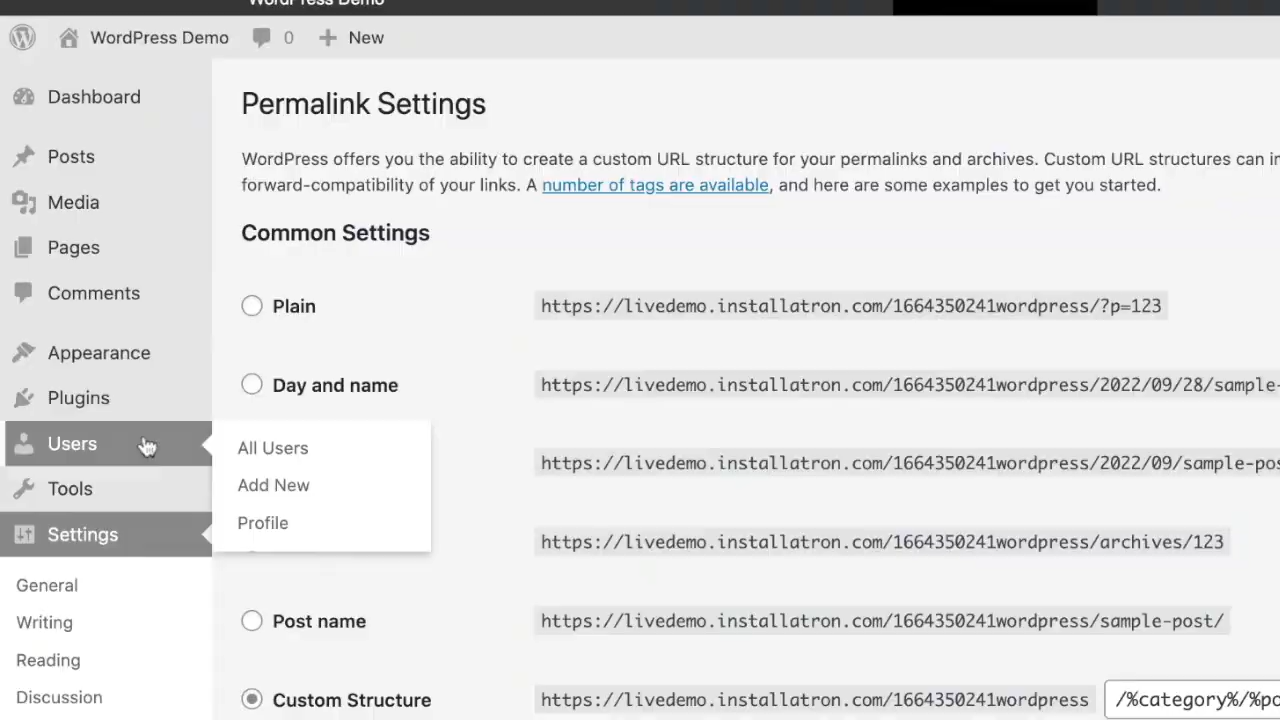 WordPress Demo
WordPress Demo 0 New
Dashboard
Posts
Media
Pages
Comments
Appearance
Plugins
Users
Tools
Settings
General
Writing
Reading
Discussion
All Users
Add New
Profile
Permalink Settings
WordPress offers you the ability to create a custom URL structure for your permalinks and archives. Custom URL structures can
forward-compatibility of your links. A number of tags are available, and here are some examples to get you started.
Common Settings
Plain https://livedemo.installatron.com/1664350241wordpress/?p=123
Day and name https://livedemo.installatron.com/1664350241wordpress/2022/09/28/sample-
https://livedemo.installatron.com/1664350241wordpress/2022/09/sample-pos
https://livedemo.installatron.com/1664350241wordpress/archives/123
Post name https://livedemo.installatron.com/1664350241wordpress/sample-post/
Custom Structure https://livedemo.installatron.com/1664350241wordpress /%category%/%po